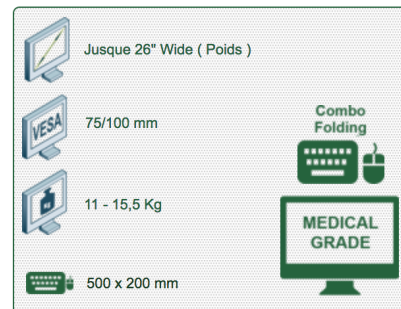 Jusque 26" Wide ( Poids )
VESA
75/100 mm
Combo
Folding
KG
11 - 15,5 Kg
MEDICAL
GRADE
500 x 200 mm